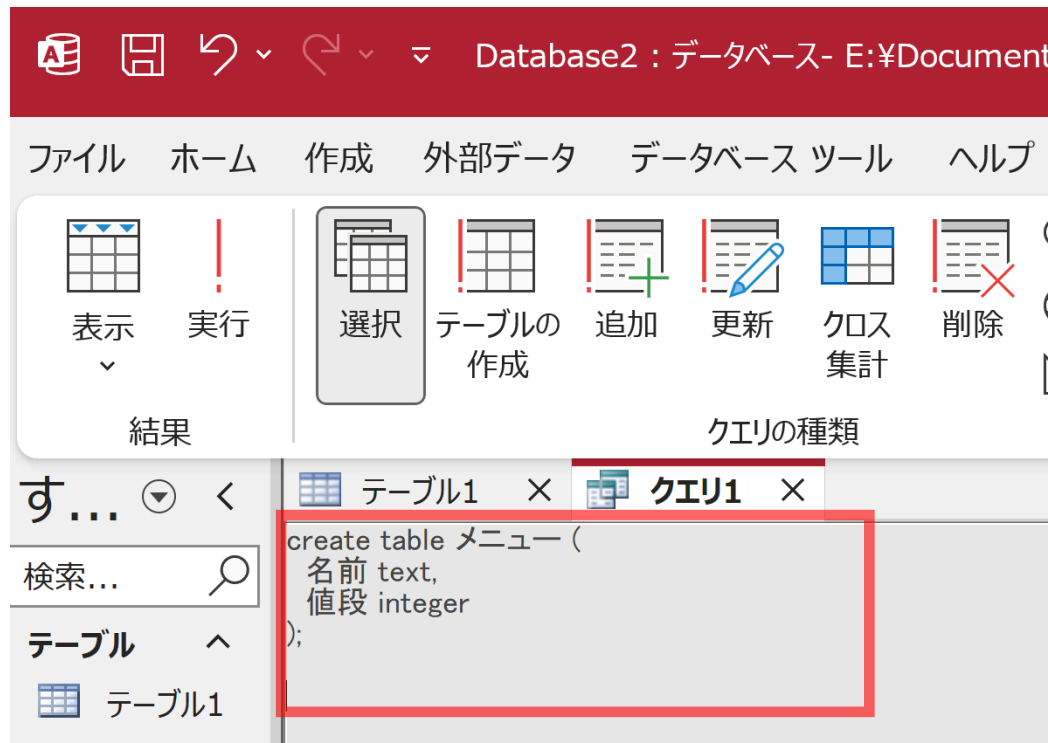 Database2 : データベース- E:¥Document
ファイル ホーム 作成 外部データ データベース ツール ヘルプ
表示 実行 選択 テーブルの 追加 更新 クロス 削除
作成 集計
結果 クエリの種類
す... テーブル1 クエリ1
create table メニュー (
名前 text,
検索...
値段 integer
);
テーブル
テーブル1